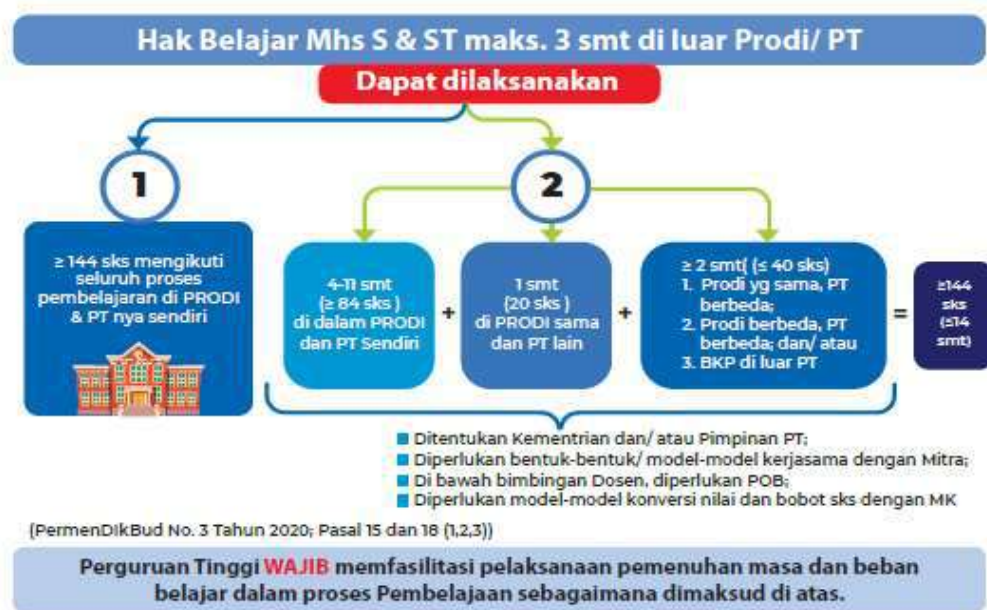 Hak Belajar Mhs S & ST maks. 3 smt di luar Prodi/ PT
Dapat dilaksanakan
1
2
≥ 144 sks mengikuti
seluruh proses
pembelajaran di PRODI
& PT nya sendiri
4-11 smt
(≥ 84 sks )
di dalam PRODI
dan PT Sendiri
+
1 smt
(20 sks )
di PRODI sama
dan PT lain
+
≥ 2 smt( (≤ 40 sks)
1. Prodi yg sama, PT
berbeda;
2. Prodi berbeda, PT
berbeda; dan/ atau
3. BKP di luar PT
=
≥144
sks
(≤14
smt)
Ditentukan Kementrian dan/ atau Pimpinan PT;
Diperlukan bentuk-bentuk/ model-model kerjasama dengan Mitra;
Di bawah bimbingan Dosen, diperlukan POB;
Diperlukan model-model konversi nilai dan bobot sks dengan MK
(PermenDIkBud No. 3 Tahun 2020; Pasal 15 dan 18 (1,2,3))
Perguruan Tinggi WAJIB memfasilitasi pelaksanaan pemenuhan masa dan beban
belajar dalam proses Pembelajaan sebagaimana dimaksud di atas.